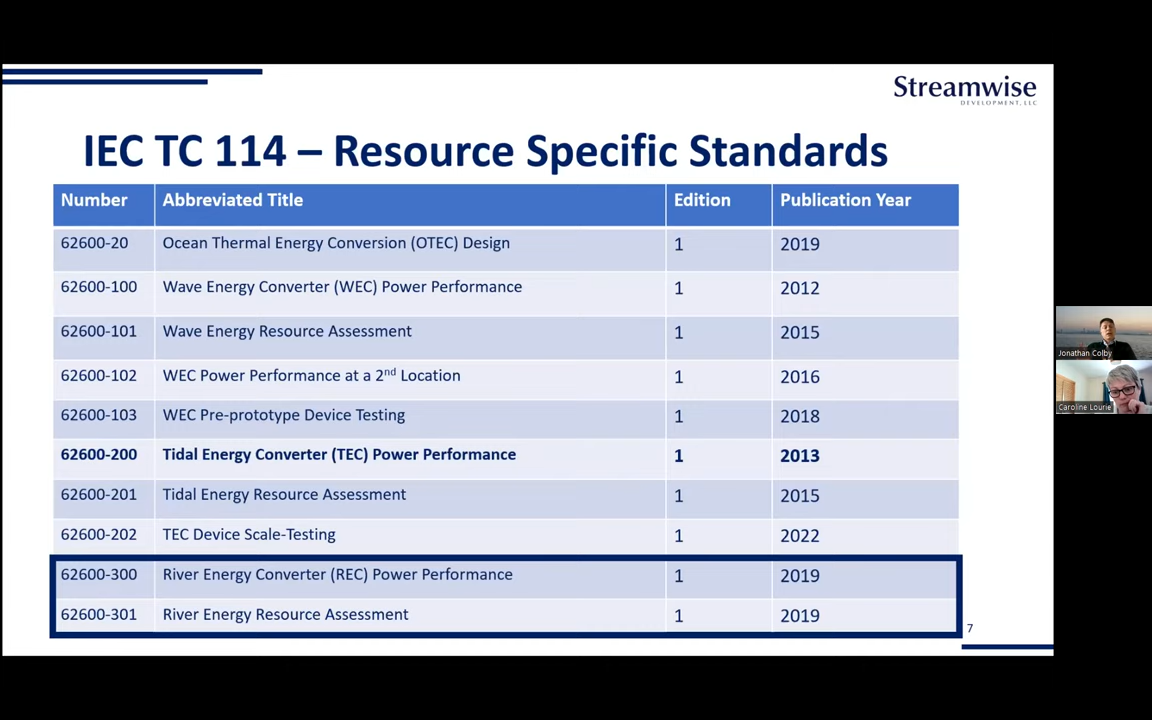 Streamwise
DEVELOPMENT, LLC
IEC TC 114 – Resource Specific Standards
Number Abbreviated Title Edition Publication Year
62600-20 Ocean Thermal Energy Conversion (OTEC) Design 1 2019
62600-100 Wave Energy Converter (WEC) Power Performance 1 2012
62600-101 Wave Energy Resource Assessment 1 2015
62600-102 WEC Power Performance at a 2nd Location 1 2016
62600-103 WEC Pre-prototype Device Testing 1 2018
62600-200 Tidal Energy Converter (TEC) Power Performance 1 2013
62600-201 Tidal Energy Resource Assessment 1 2015
62600-202 TEC Device Scale-Testing 1 2022
62600-300 River Energy Converter (REC) Power Performance 1 2019
62600-301 River Energy Resource Assessment 1 2019
7
Jonathan Colby
Caroline Lourie